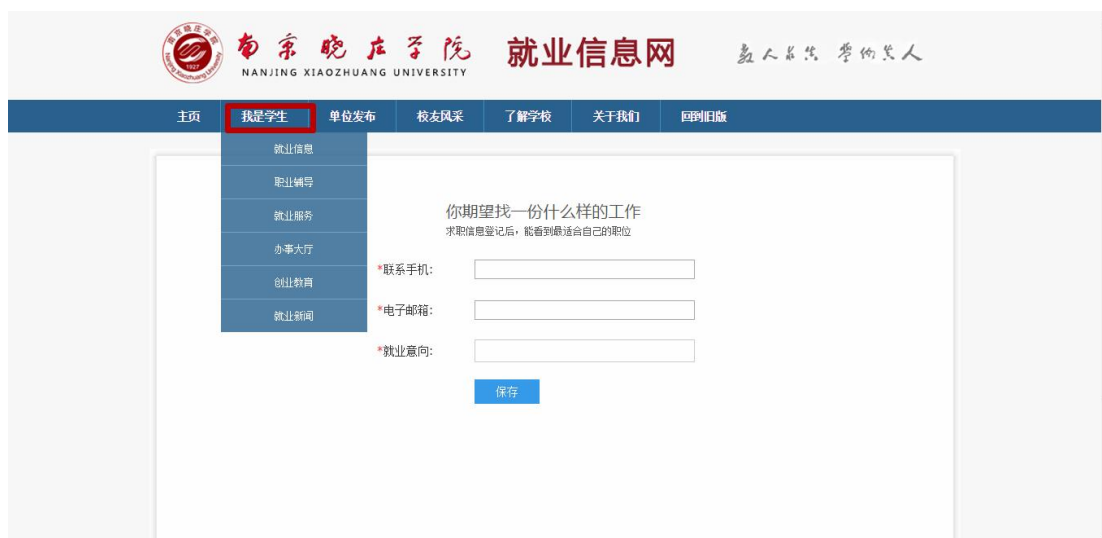 南京晓庄学院
NANJING XIAOZHUANG UNIVERSITY
就业信息网
主页 我是学生 单位发布 校友风采 了解学校 关于我们 回到旧版
就业信息
职业辅导
就业服务
办事大厅
创业教育
就业新闻
你期望找一份什么样的工作
求职信息登记后，能看到最适合自己的职位
*联系手机:
*电子邮箱:
*就业意向:
保存